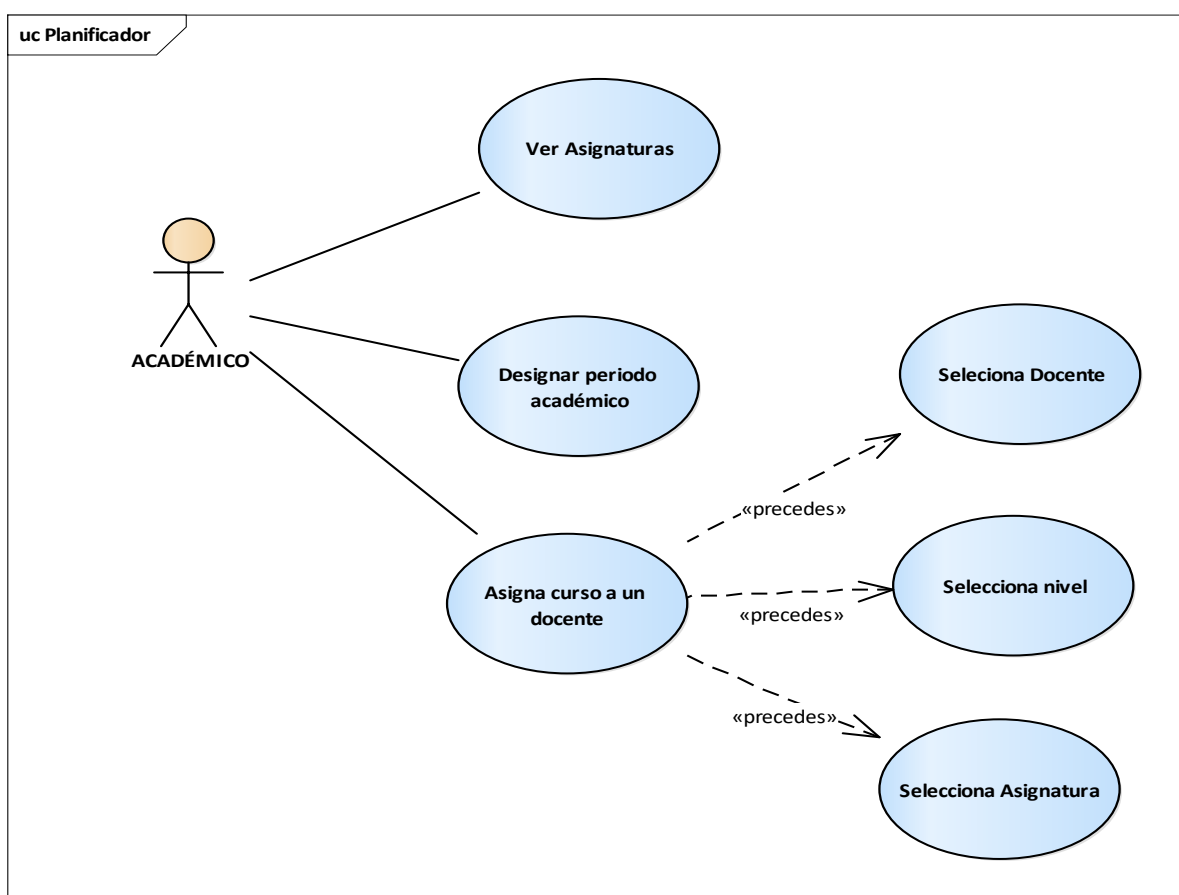 uc Planificador
Ver Asignaturas
ACADÉMICO
Designar periodo
académico
Seleciona Docente
«precedes»
Asigna curso a un
docente
Selecciona nivel
«precedes»
«precedes»
Selecciona Asignatura